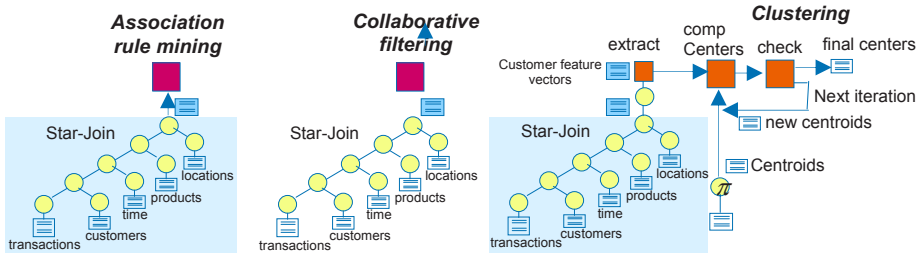 Association
rule mining
Star-Join
locations
products
time
customers
transactions
Collaborative
filtering
Star-Join
locations
products
time
customers
transactions
Clustering
extract
comp
Centers
check
final centers
Customer feature
vectors
Next iteration
new centroids
Centroids
π
Star-Join
locations
products
time
customers
transactions